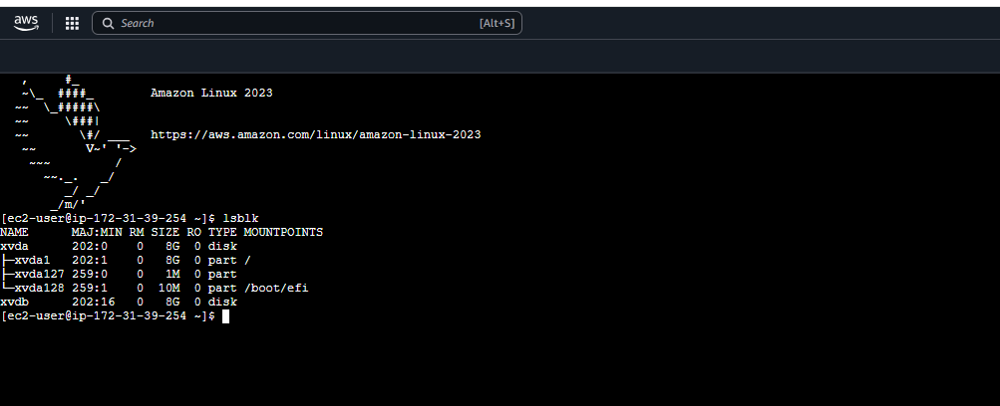 aws
Search [Alt+S]
   ,     #_
   ~\_  ####_        Amazon Linux 2023
  ~~  \_#####\
  ~~     \###|
  ~~       \#/ ___   https://aws.amazon.com/linux/amazon-linux-2023
   ~~       V~' '->
    ~~~         /
      ~~._.   _/
         _/ _/
       _/m/'
[ec2-user@ip-172-31-39-254 ~]$ lsblk
NAME      MAJ:MIN RM SIZE RO TYPE MOUNTPOINTS
xvda      202:0    0   8G  0 disk
├─xvda1   202:1    0   8G  0 part /
├─xvda127 259:0    0   1M  0 part
└─xvda128 259:1    0  10M  0 part /boot/efi
xvdb      202:16   0   8G  0 disk
[ec2-user@ip-172-31-39-254 ~]$